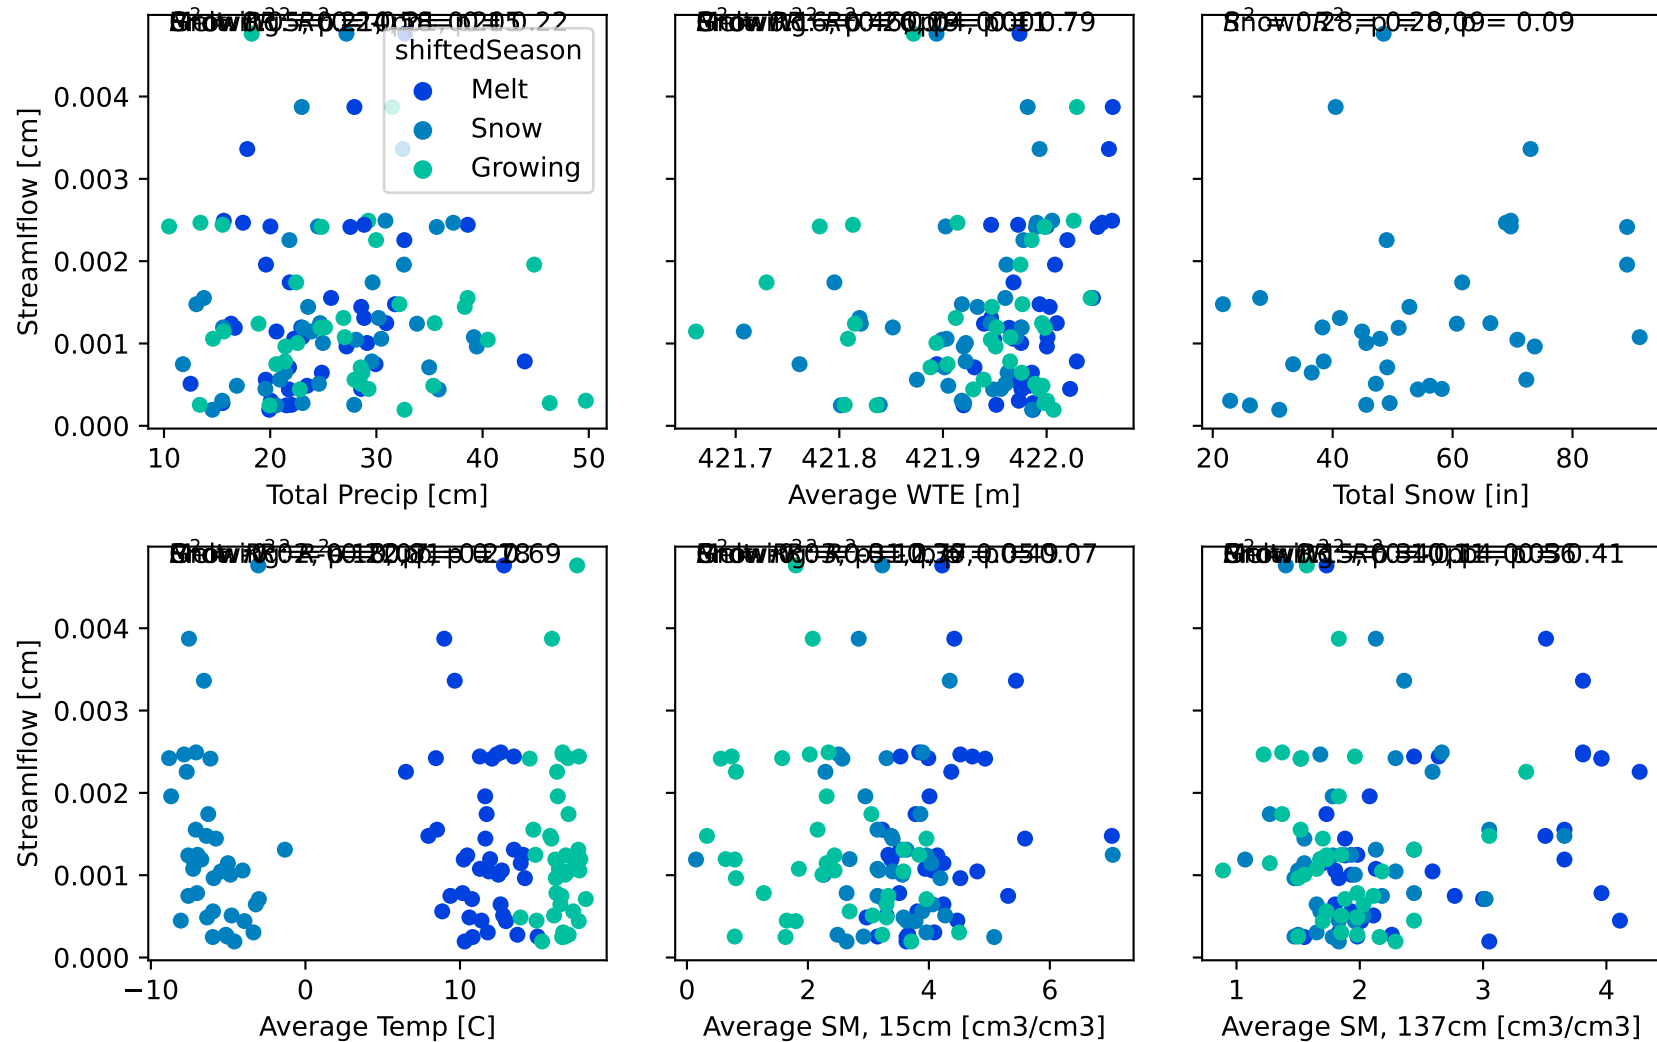 shiftedSeason
Melt
Snow
Growing
Streamlflow [cm]
0.004
0.003
0.002
0.001
0.000
10 20 30 40 50
Total Precip [cm]
421.7 421.8 421.9 422.0
Average WTE [m]
20 40 60 80
Total Snow [in]
Streamlflow [cm]
0.004
0.003
0.002
0.001
0.000
−10 0 10
Average Temp [C]
0 2 4 6
Average SM, 15cm [cm3/cm3]
1 2 3 4
Average SM, 137cm [cm3/cm3]